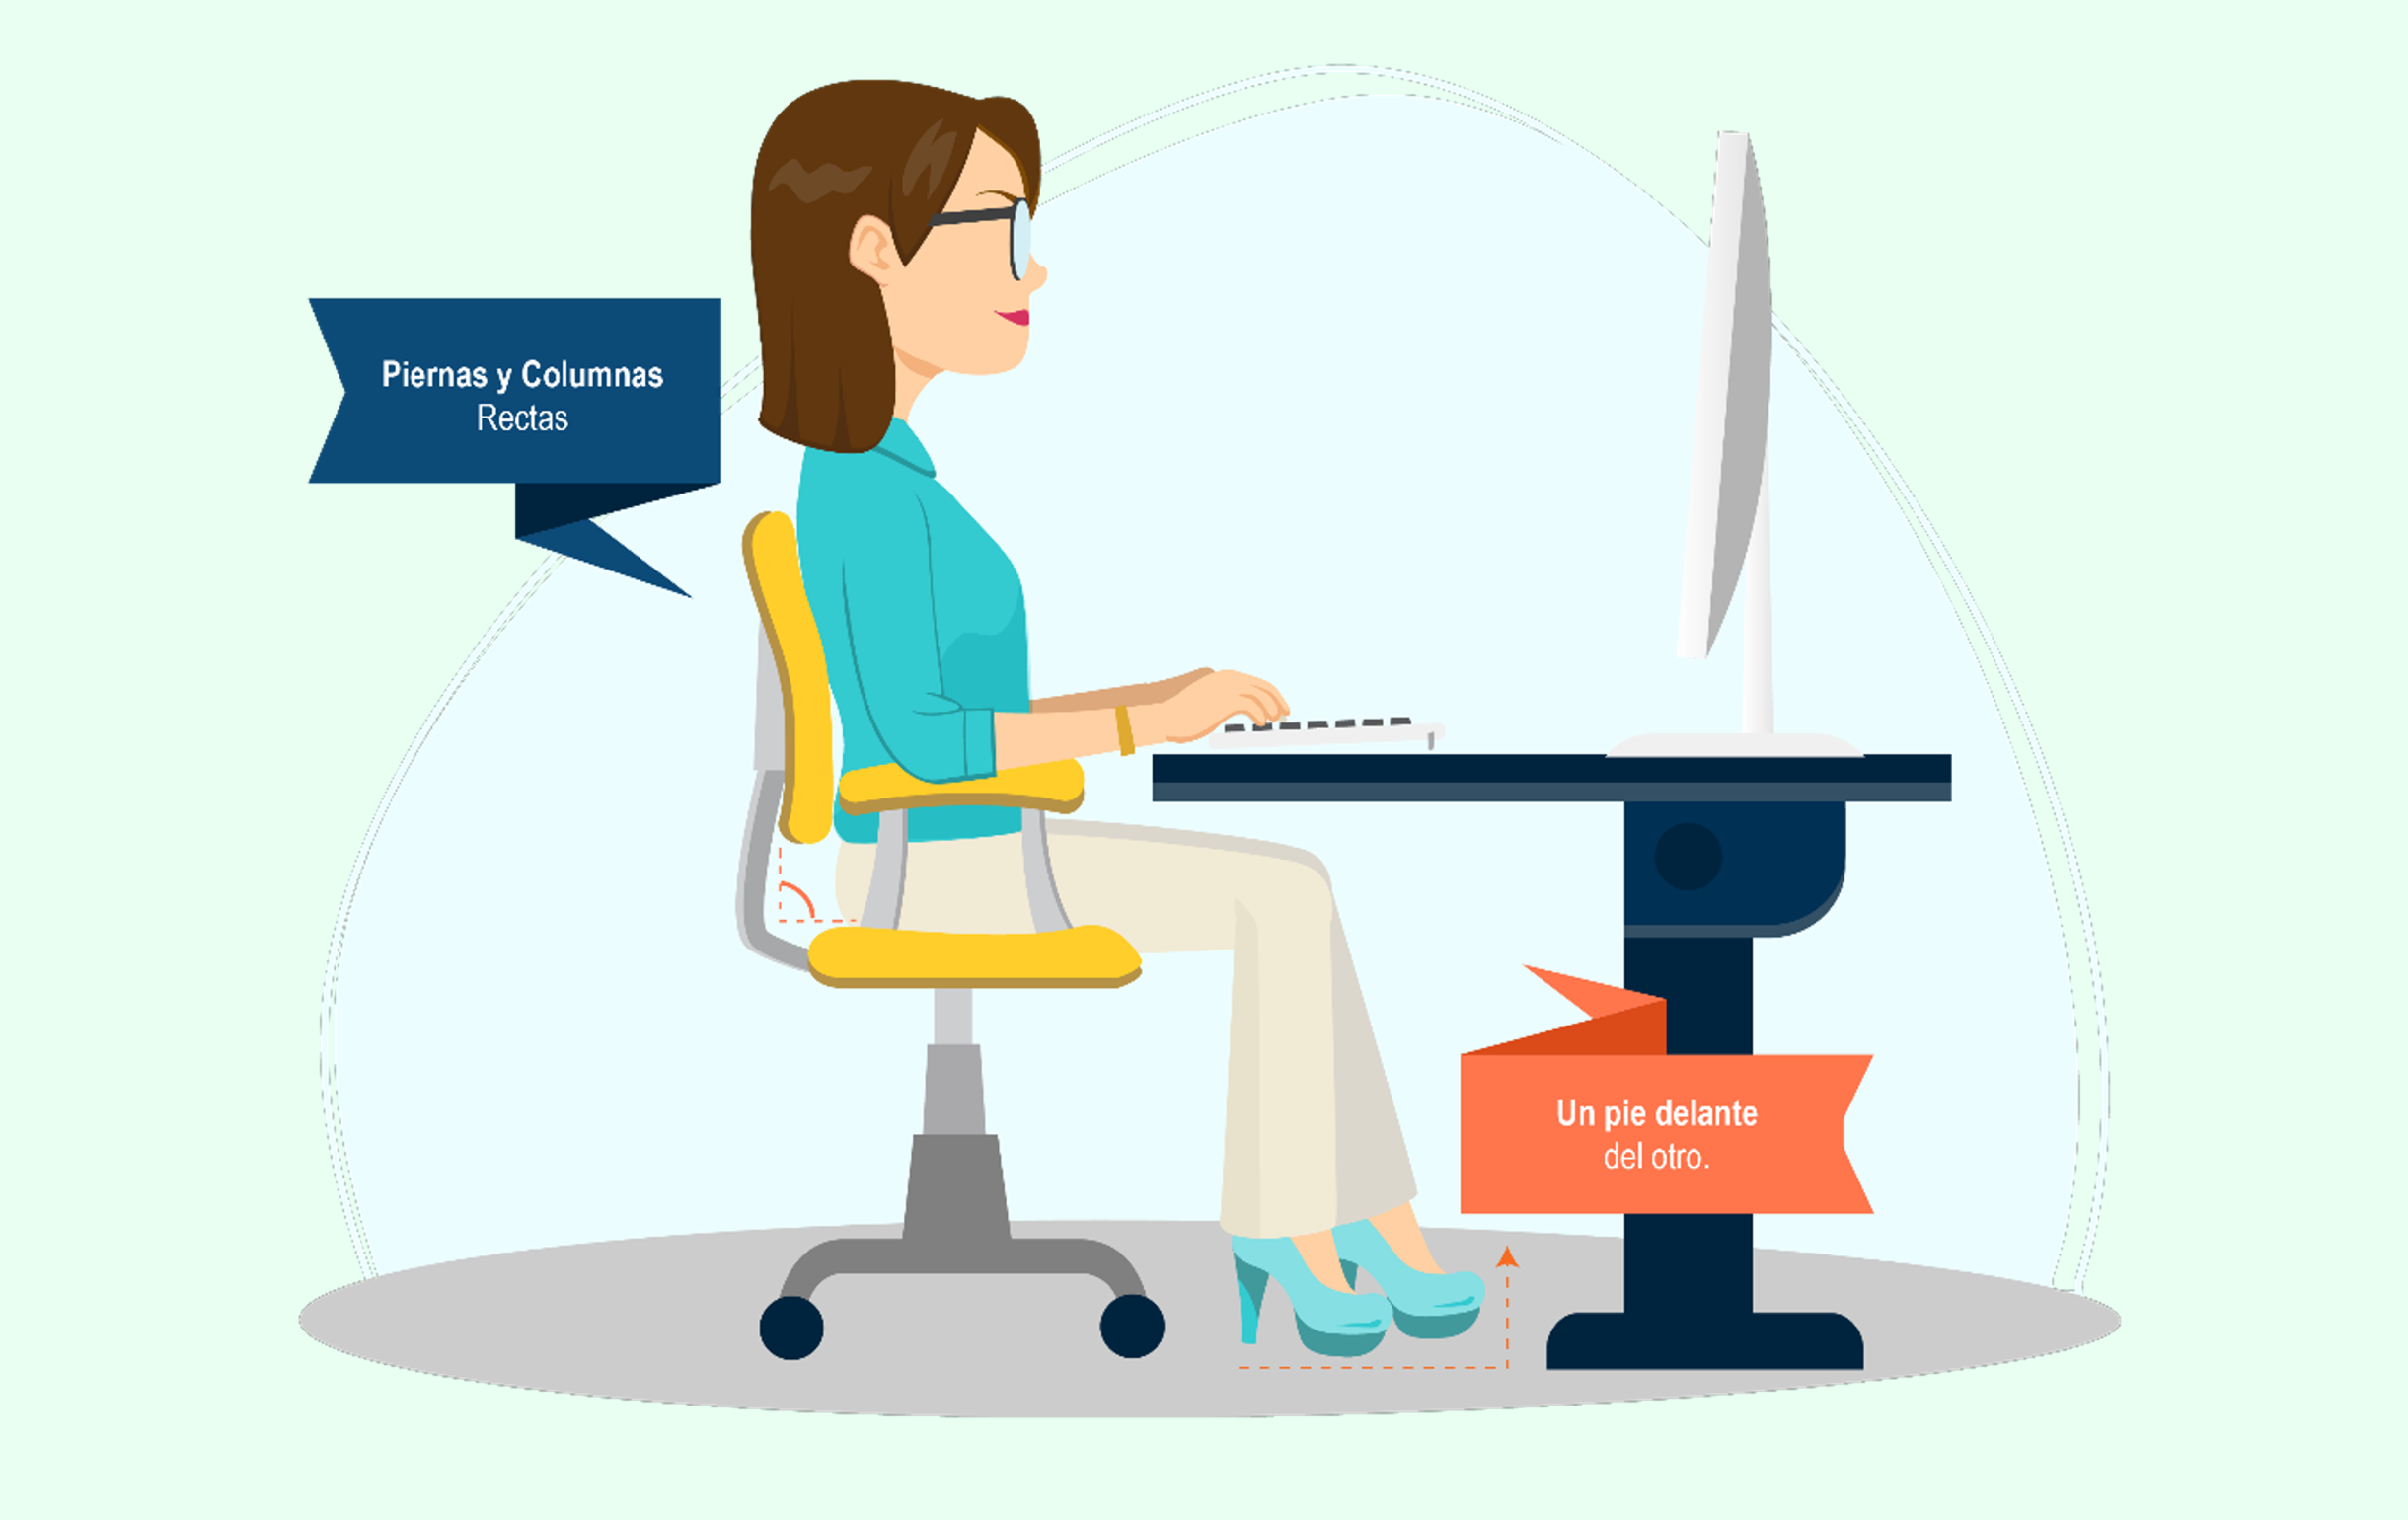 Piernas y Columnas
Rectas
Un pie delante
del otro.